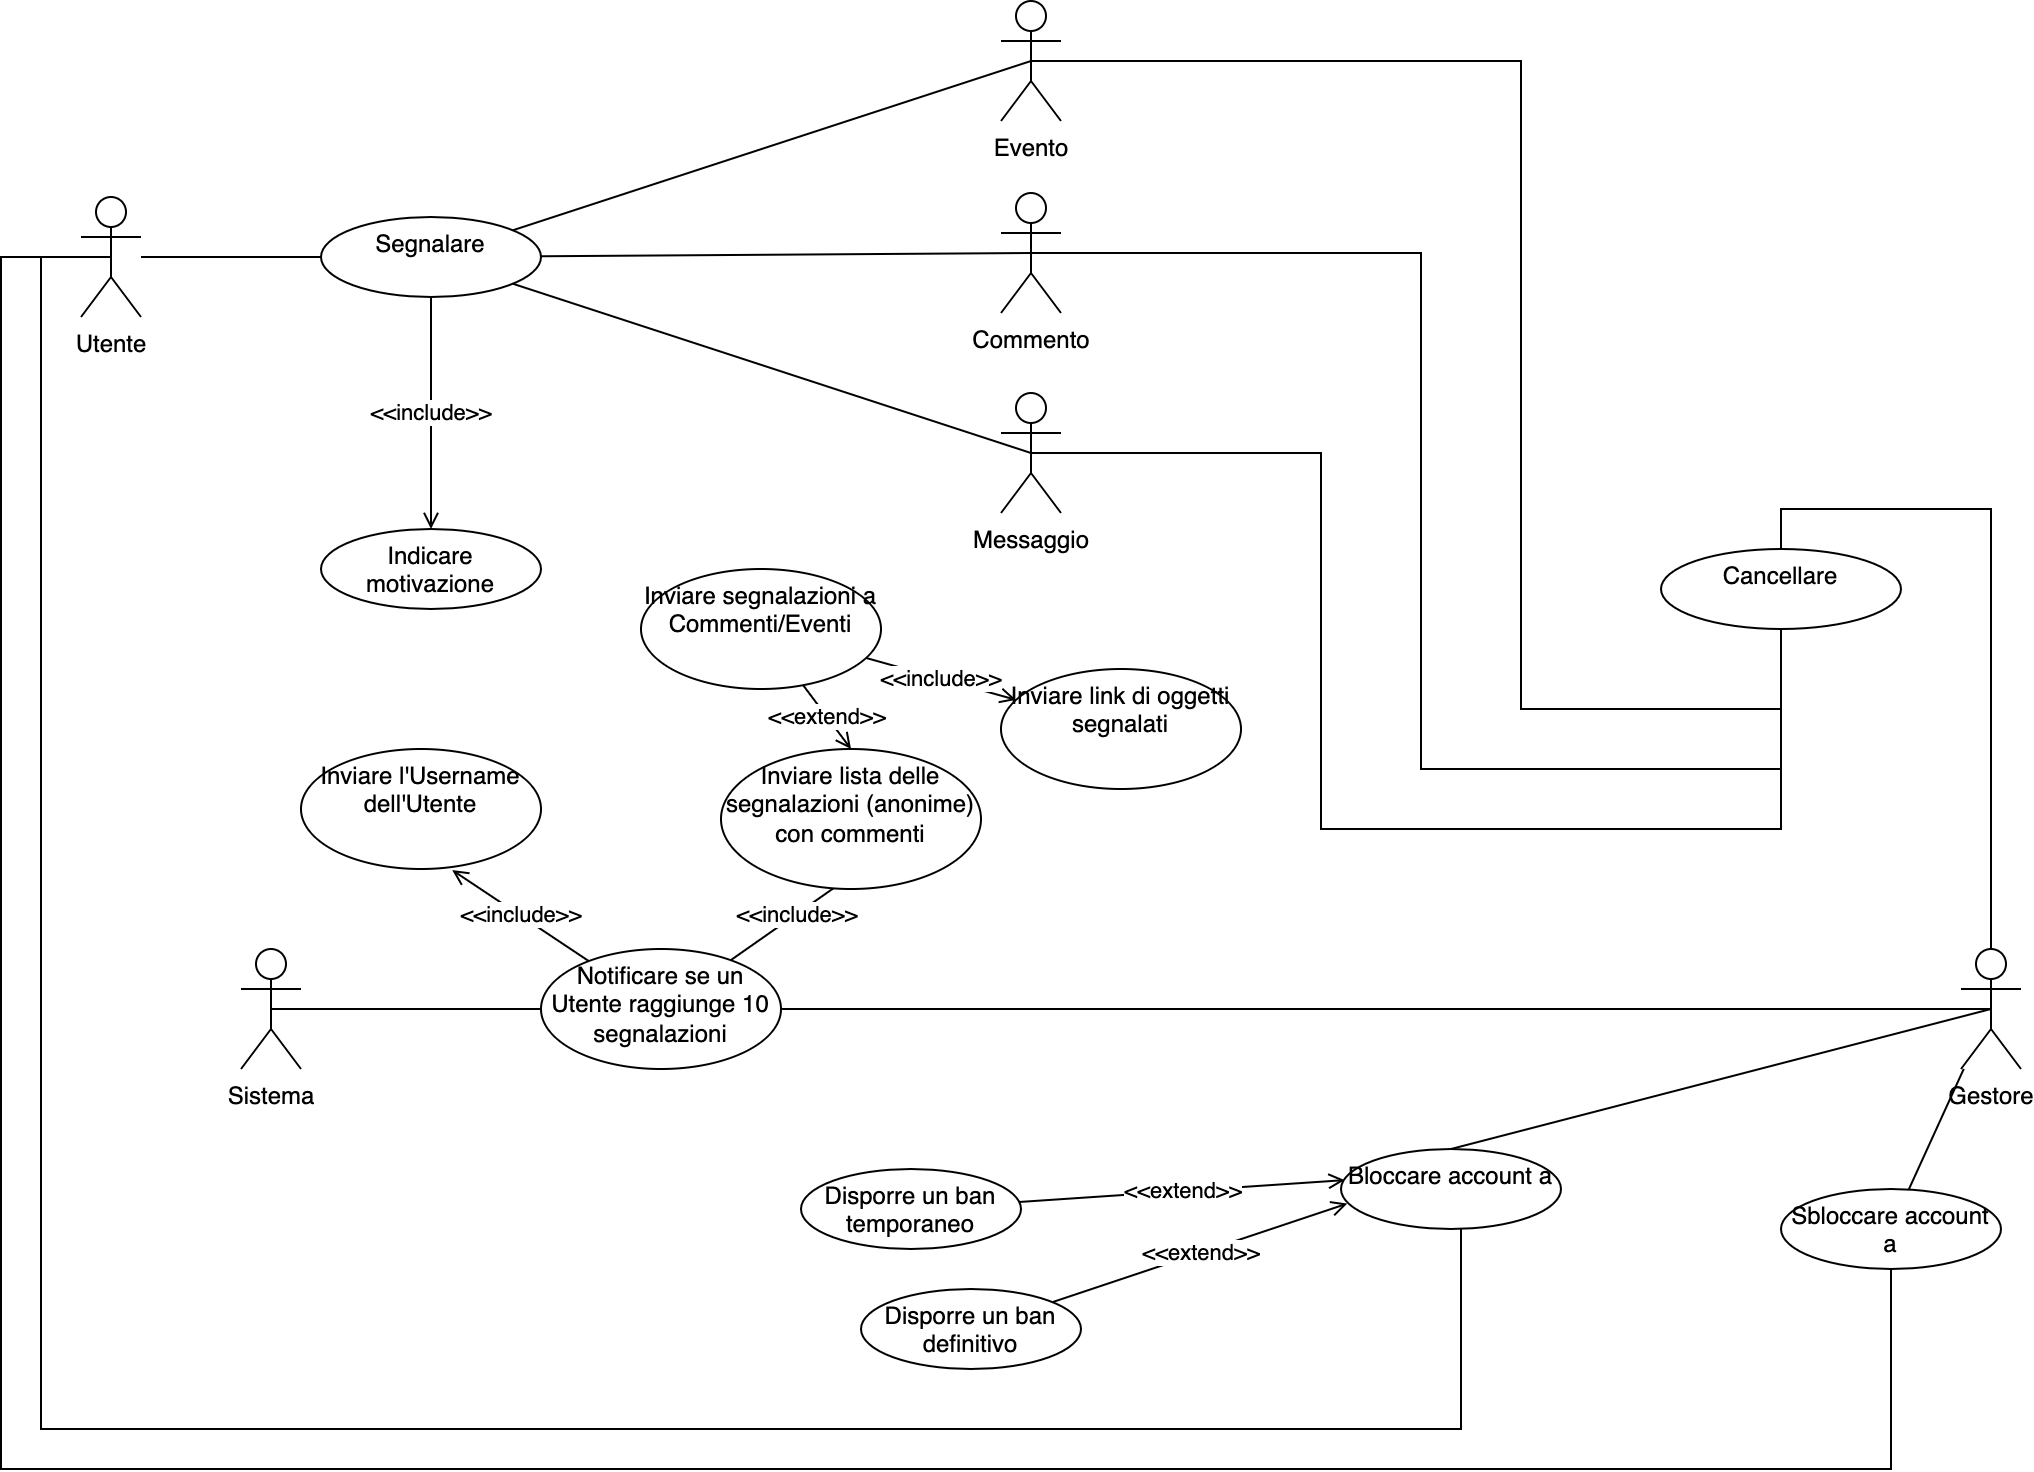 Evento
Segnalare
Utente
Commento
<<include>>
Messaggio
Indicare
motivazione
Cancellare
Inviare segnalazioni a
Commenti/Eventi
<<include>>
Inviare link di oggetti
segnalati
<<extend>>
Inviare l'Username
dell'Utente
Inviare lista delle
segnalazioni (anonime)
con commenti
<<include>>
<<include>>
Notificare se un
Utente raggiunge 10
segnalazioni
Sistema
Gestore
Bloccare account a
Disporre un ban
temporaneo
<<extend>>
Sbloccare account
a
<<extend>>
Disporre un ban
definitivo